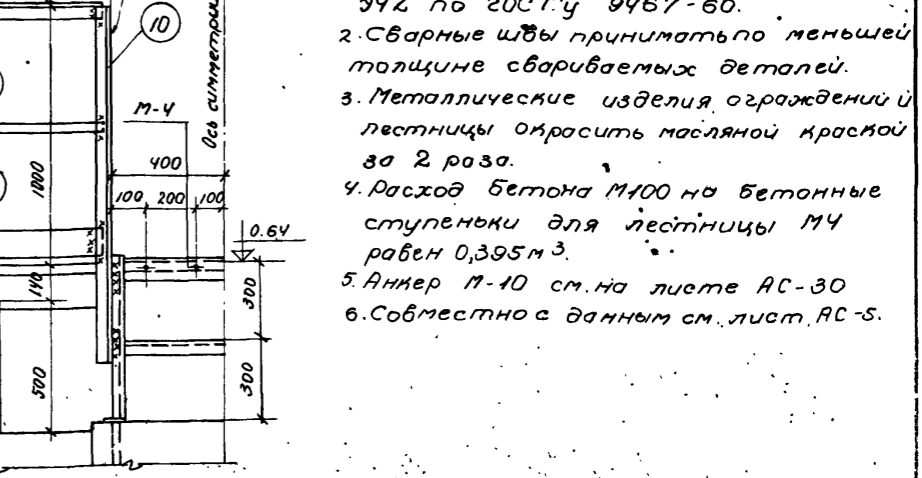 Э42 по ГОСТ.у 9467-60.
2. Сварные швы принимать по меньшей
толщине свариваемых деталей.
3. Металлические изделия ограждений и
лестницы окрасить масляной краской
за 2 раза.
4. Расход бетона М100 на бетонные
ступеньки для лестницы М4
равен 0,395 м³.
5. Анкер М-10 см. на листе АС-30
6. Совместно с данным см. лист АС-5.
10
М-4
Ось симметрии
400
100 200 100
0.64
1000
140
500
300
300